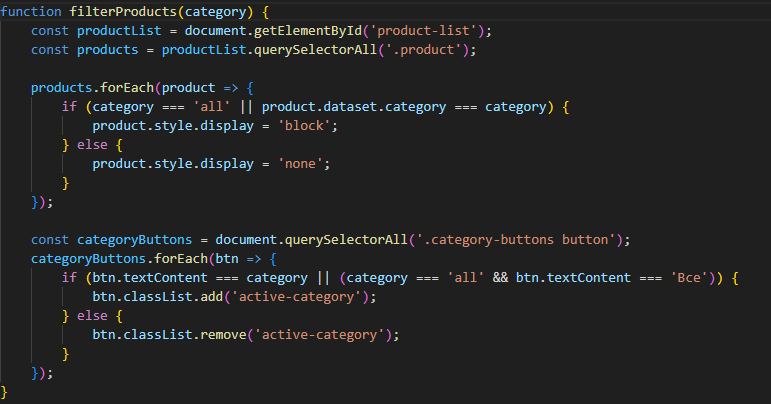 function filterProducts(category) {
    const productList = document.getElementById('product-list');
    const products = productList.querySelectorAll('.product');

    products.forEach(product => {
        if (category === 'all' || product.dataset.category === category) {
            product.style.display = 'block';
        } else {
            product.style.display = 'none';
        }
    });

    const categoryButtons = document.querySelectorAll('.category-buttons button');
    categoryButtons.forEach(btn => {
        if (btn.textContent === category || (category === 'all' && btn.textContent === 'Все')) {
            btn.classList.add('active-category');
        } else {
            btn.classList.remove('active-category');
        }
    });
}